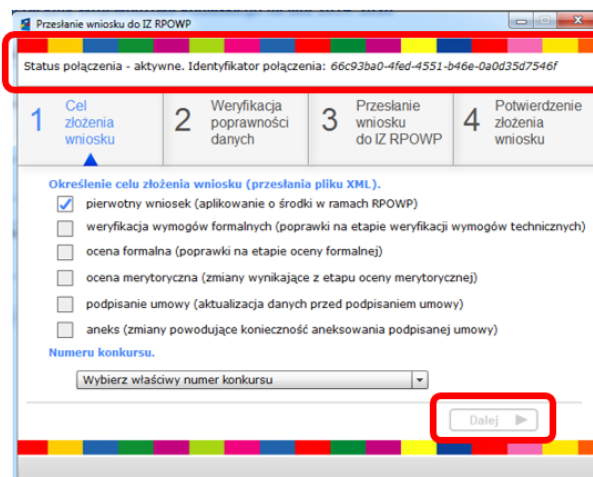 Przesłanie wniosku do IZ RPOWP
Status połączenia - aktywne. Identyfikator połączenia: 66c93ba0-4fed-4551-b46e-0a0d35d7546f
1 Cel złożenia wniosku
2 Weryfikacja poprawności danych
3 Przesłanie wniosku do IZ RPOWP
4 Potwierdzenie złożenia wniosku
Określenie celu złożenia wniosku (przesłania pliku XML).
pierwotny wniosek (aplikowanie o środki w ramach RPOWP)
weryfikacja wymogów formalnych (poprawki na etapie weryfikacji wymogów technicznych)
ocena formalna (poprawki na etapie oceny formalnej)
ocena merytoryczna (zmiany wynikające z etapu oceny merytorycznej)
podpisanie umowy (aktualizacja danych przed podpisaniem umowy)
aneks (zmiany powodujące konieczność aneksowania podpisanej umowy)
Numeru konkursu.
Wybierz właściwy numer konkursu
Dalej